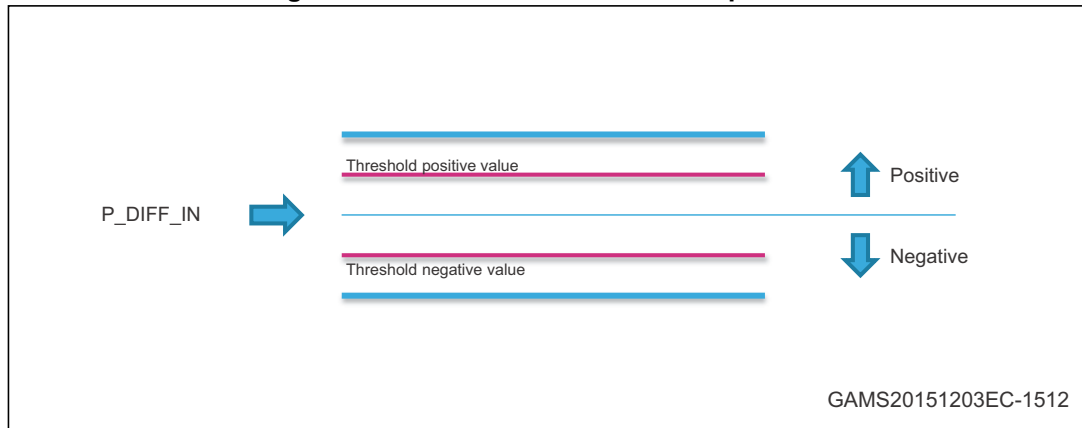 Threshold positive value
Positive
P_DIFF_IN
Negative
Threshold negative value
GAMS20151203EC-1512